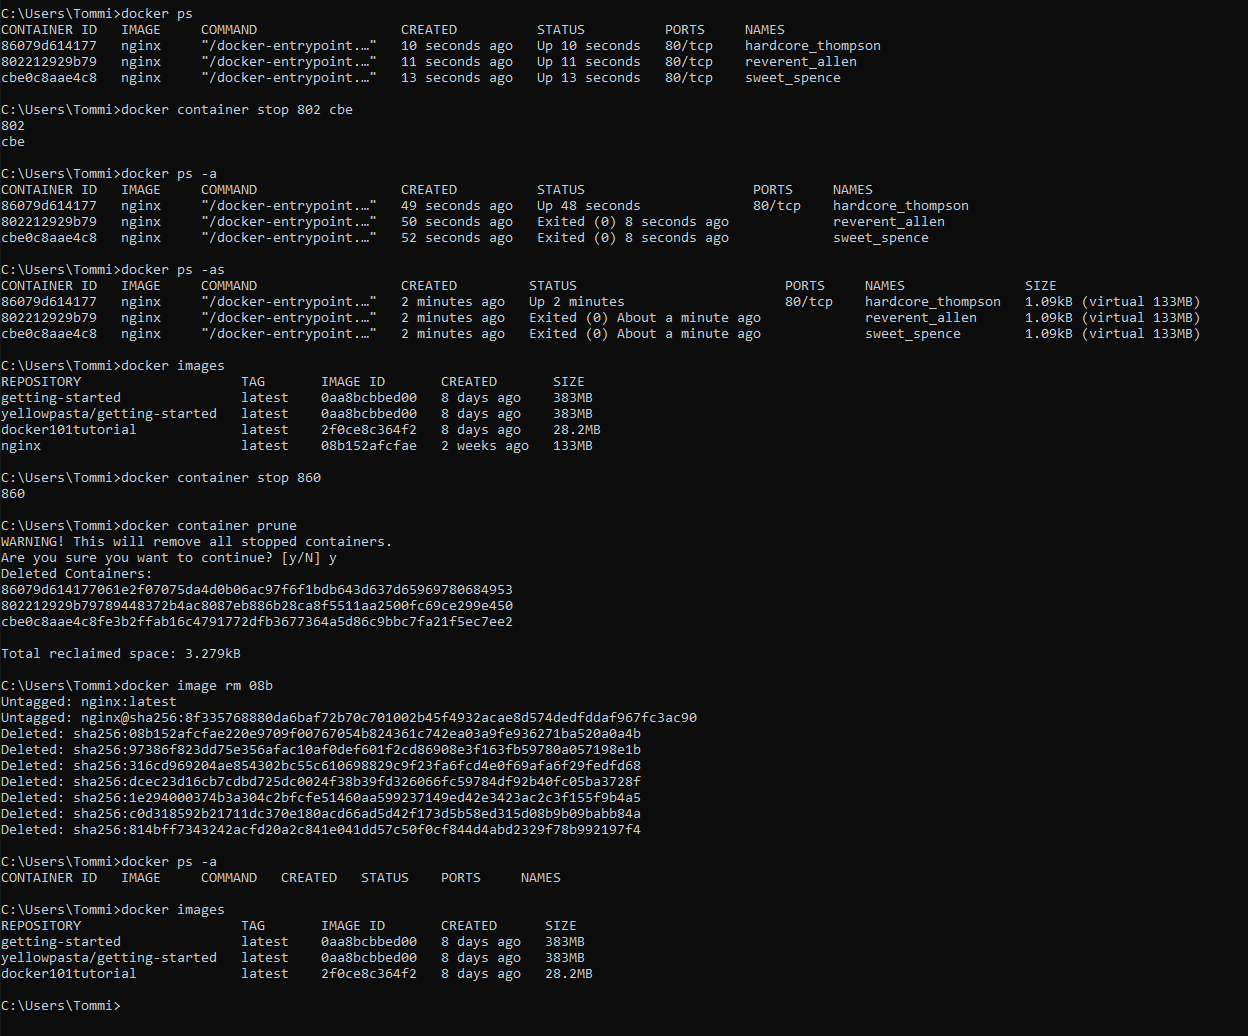 C:\Users\Tommi>docker ps
CONTAINER ID   IMAGE     COMMAND                  CREATED          STATUS          PORTS     NAMES
86079d614177   nginx     "/docker-entrypoint.…"   10 seconds ago   Up 10 seconds   80/tcp    hardcore_thompson
802212929b79   nginx     "/docker-entrypoint.…"   11 seconds ago   Up 11 seconds   80/tcp    reverent_allen
cbe0c8aae4c8   nginx     "/docker-entrypoint.…"   13 seconds ago   Up 13 seconds   80/tcp    sweet_spence
C:\Users\Tommi>docker container stop 802 cbe
802
cbe
C:\Users\Tommi>docker ps -a
CONTAINER ID   IMAGE     COMMAND                  CREATED          STATUS                     PORTS     NAMES
86079d614177   nginx     "/docker-entrypoint.…"   49 seconds ago   Up 48 seconds              80/tcp    hardcore_thompson
802212929b79   nginx     "/docker-entrypoint.…"   50 seconds ago   Exited (0) 8 seconds ago             reverent_allen
cbe0c8aae4c8   nginx     "/docker-entrypoint.…"   52 seconds ago   Exited (0) 8 seconds ago             sweet_spence
C:\Users\Tommi>docker ps -as
CONTAINER ID   IMAGE     COMMAND                  CREATED         STATUS                          PORTS     NAMES               SIZE
86079d614177   nginx     "/docker-entrypoint.…"   2 minutes ago   Up 2 minutes                    80/tcp    hardcore_thompson   1.09kB (virtual 133MB)
802212929b79   nginx     "/docker-entrypoint.…"   2 minutes ago   Exited (0) About a minute ago             reverent_allen      1.09kB (virtual 133MB)
cbe0c8aae4c8   nginx     "/docker-entrypoint.…"   2 minutes ago   Exited (0) About a minute ago             sweet_spence        1.09kB (virtual 133MB)
C:\Users\Tommi>docker images
REPOSITORY                    TAG       IMAGE ID       CREATED       SIZE
getting-started               latest    0aa8bcbbed00   8 days ago    383MB
yellowpasta/getting-started   latest    0aa8bcbbed00   8 days ago    383MB
docker101tutorial             latest    2f0ce8c364f2   8 days ago    28.2MB
nginx                         latest    08b152afcfae   2 weeks ago   133MB
C:\Users\Tommi>docker container stop 860
860
C:\Users\Tommi>docker container prune
WARNING! This will remove all stopped containers.
Are you sure you want to continue? [y/N] y
Deleted Containers:
86079d614177061e2f07075da4d0b06ac97f6f1bdb643d637d65969780684953
802212929b79789448372b4ac8087eb886b28ca8f5511aa2500fc69ce299e450
cbe0c8aae4c8fe3b2ffab16c4791772dfb3677364a5d86c9bbc7fa21f5ec7ee2
Total reclaimed space: 3.279kB
C:\Users\Tommi>docker image rm 08b
Untagged: nginx:latest
Untagged: nginx@sha256:8f335768880da6baf72b70c701002b45f4932acae8d574dedfddaf967fc3ac90
Deleted: sha256:08b152afcfae220e9709f00767054b824361c742ea03a9fe936271ba520a0a4b
Deleted: sha256:97386f823dd75e356afac10af0def601f2cd86908e3f163fb59780a057198e1b
Deleted: sha256:316cd969204ae854302bc55c610698829c9f23fa6fcd4e0f69afa6f29fedfd68
Deleted: sha256:dcec23d16cb7cdbd725dc0024f38b39fd326066fc59784df92b40fc05ba3728f
Deleted: sha256:1e294000374b3a304c2bfcfe51460aa599237149ed42e3423ac2c3f155f9b4a5
Deleted: sha256:c0d318592b21711dc370e180acd66ad5d42f173d5b58ed315d08b9b09babb84a
Deleted: sha256:814bff7343242acfd20a2c841e041dd57c50f0cf844d4abd2329f78b992197f4
C:\Users\Tommi>docker ps -a
CONTAINER ID   IMAGE     COMMAND   CREATED   STATUS    PORTS     NAMES
C:\Users\Tommi>docker images
REPOSITORY                    TAG       IMAGE ID       CREATED      SIZE
getting-started               latest    0aa8bcbbed00   8 days ago   383MB
yellowpasta/getting-started   latest    0aa8bcbbed00   8 days ago   383MB
docker101tutorial             latest    2f0ce8c364f2   8 days ago   28.2MB
C:\Users\Tommi>